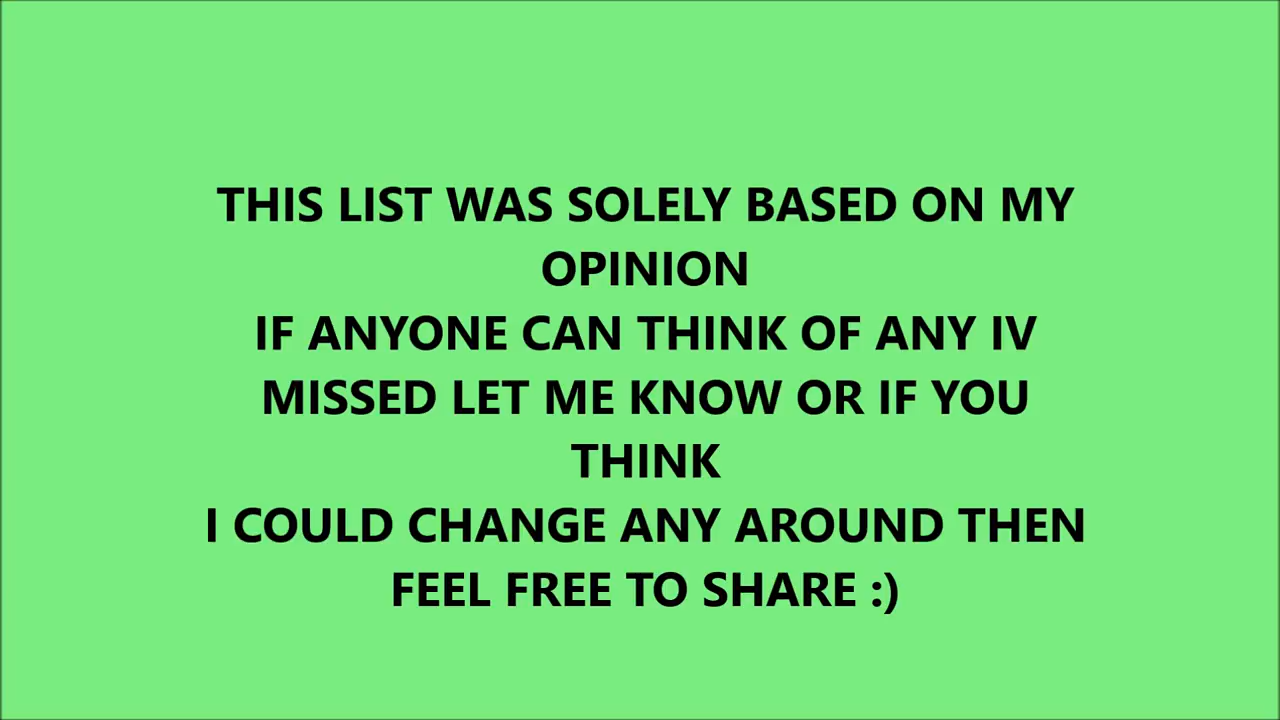 THIS LIST WAS SOLELY BASED ON MY
OPINION
IF ANYONE CAN THINK OF ANY IV
MISSED LET ME KNOW OR IF YOU
THINK
I COULD CHANGE ANY AROUND THEN
FEEL FREE TO SHARE :)